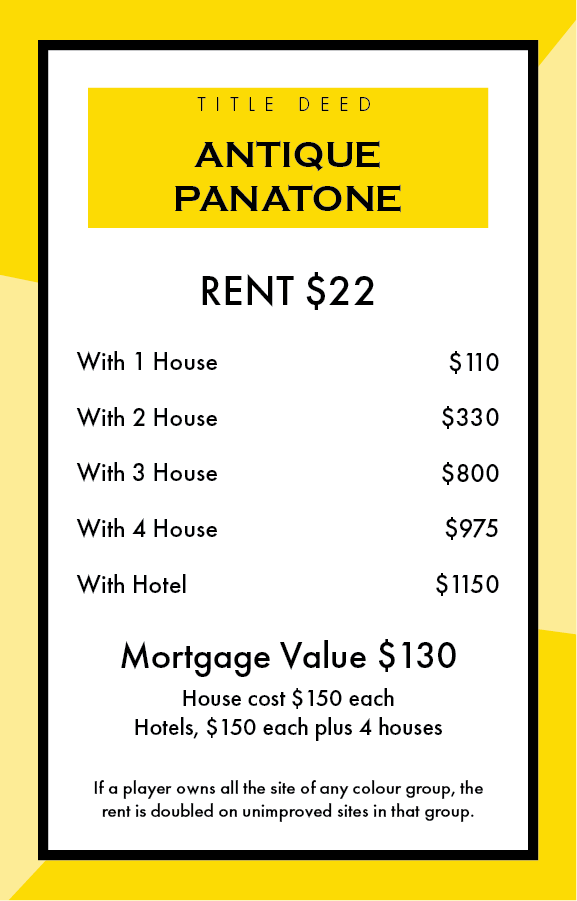 TITLE DEED
ANTIQUE
PANATONE
RENT $22
With 1 House $110
With 2 House $330
With 3 House $800
With 4 House $975
With Hotel $1150
Mortgage Value $130
House cost $150 each
Hotels, $150 each plus 4 houses
If a player owns all the site of any colour group, the
rent is doubled on unimproved sites in that group.